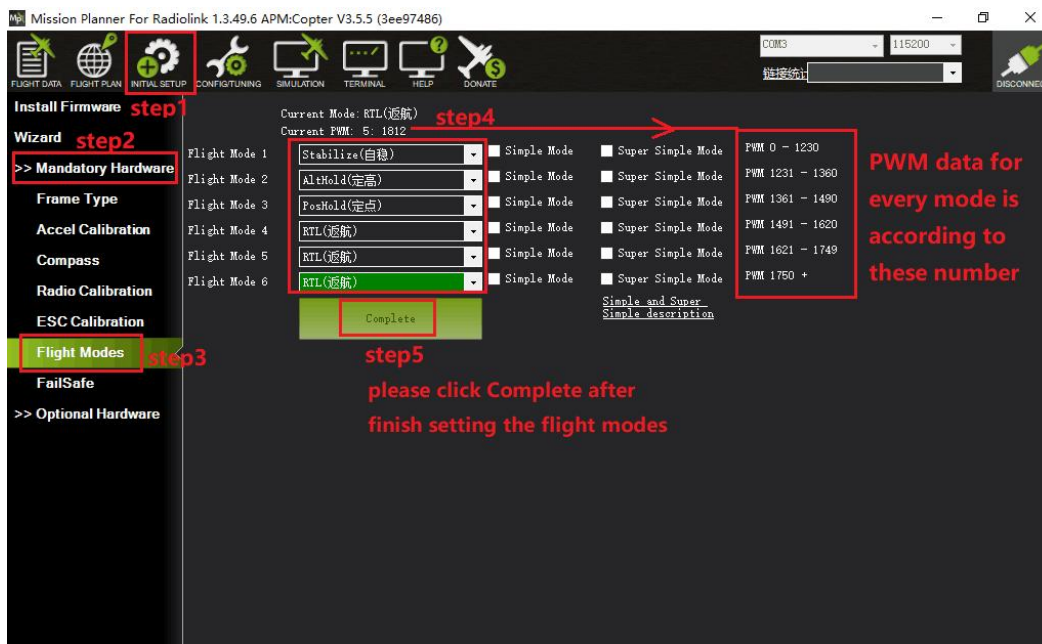 Mission Planner For Radiolink 1.3.49.6 APM:Copter V3.5.5 (3ee97486)
FLIGHT DATA FLIGHT PLAN INITIAL SETUP CONFIG/TUNING SIMULATION TERMINAL HELP DONATE
COM3 115200
链接统计
DISCONNEC
Install Firmware
step1
Wizard
step2
>> Mandatory Hardware
Frame Type
Accel Calibration
Compass
Radio Calibration
ESC Calibration
Flight Modes
step3
FailSafe
>> Optional Hardware
Current Mode: RTL(返航)
step4
Current PWM: 5: 1812
Flight Mode 1 Stabilize(自稳) Simple Mode Super Simple Mode PWM 0 - 1230
Flight Mode 2 AltHold(定高) Simple Mode Super Simple Mode PWM 1231 - 1360
Flight Mode 3 PosHold(定点) Simple Mode Super Simple Mode PWM 1361 - 1490
Flight Mode 4 RTL(返航) Simple Mode Super Simple Mode PWM 1491 - 1620
Flight Mode 5 RTL(返航) Simple Mode Super Simple Mode PWM 1621 - 1749
Flight Mode 6 RTL(返航) Simple Mode Super Simple Mode PWM 1750 +
PWM data for
every mode is
according to
these number
Complete
Simple and Super
Simple description
step5
please click Complete after
finish setting the flight modes